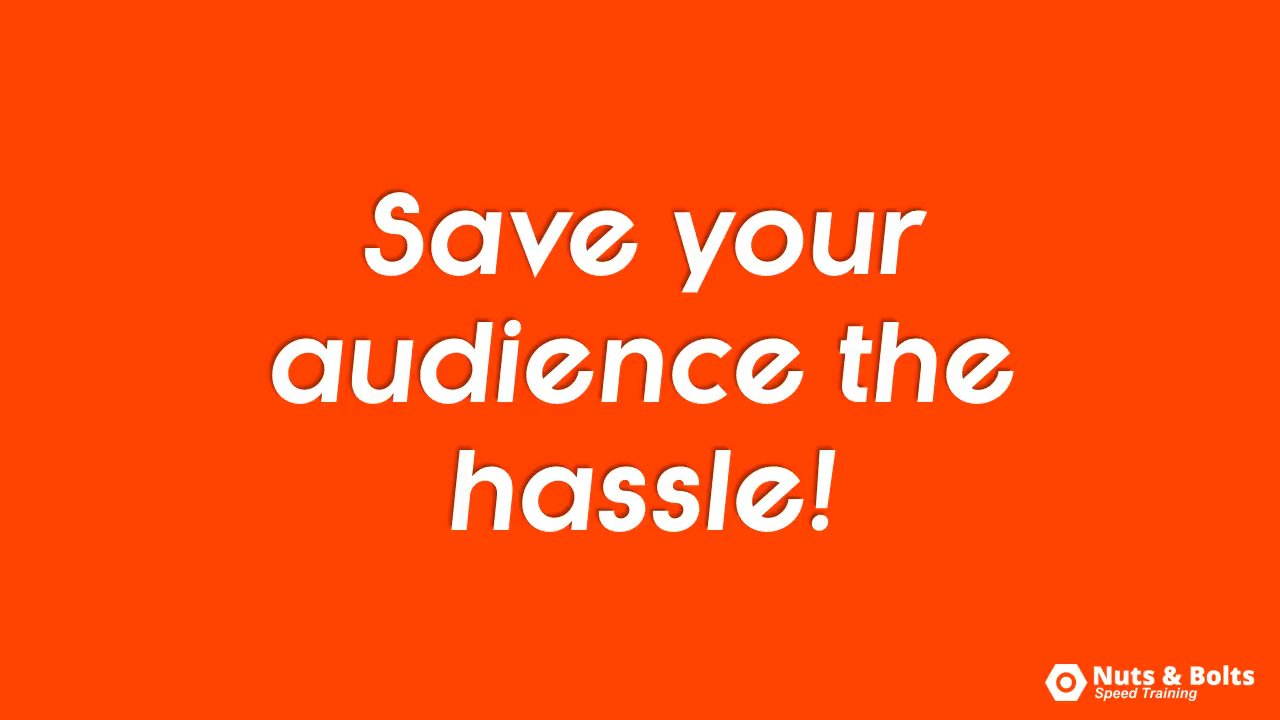 Save your
audience the
hassle!
Nuts & Bolts
Speed Training